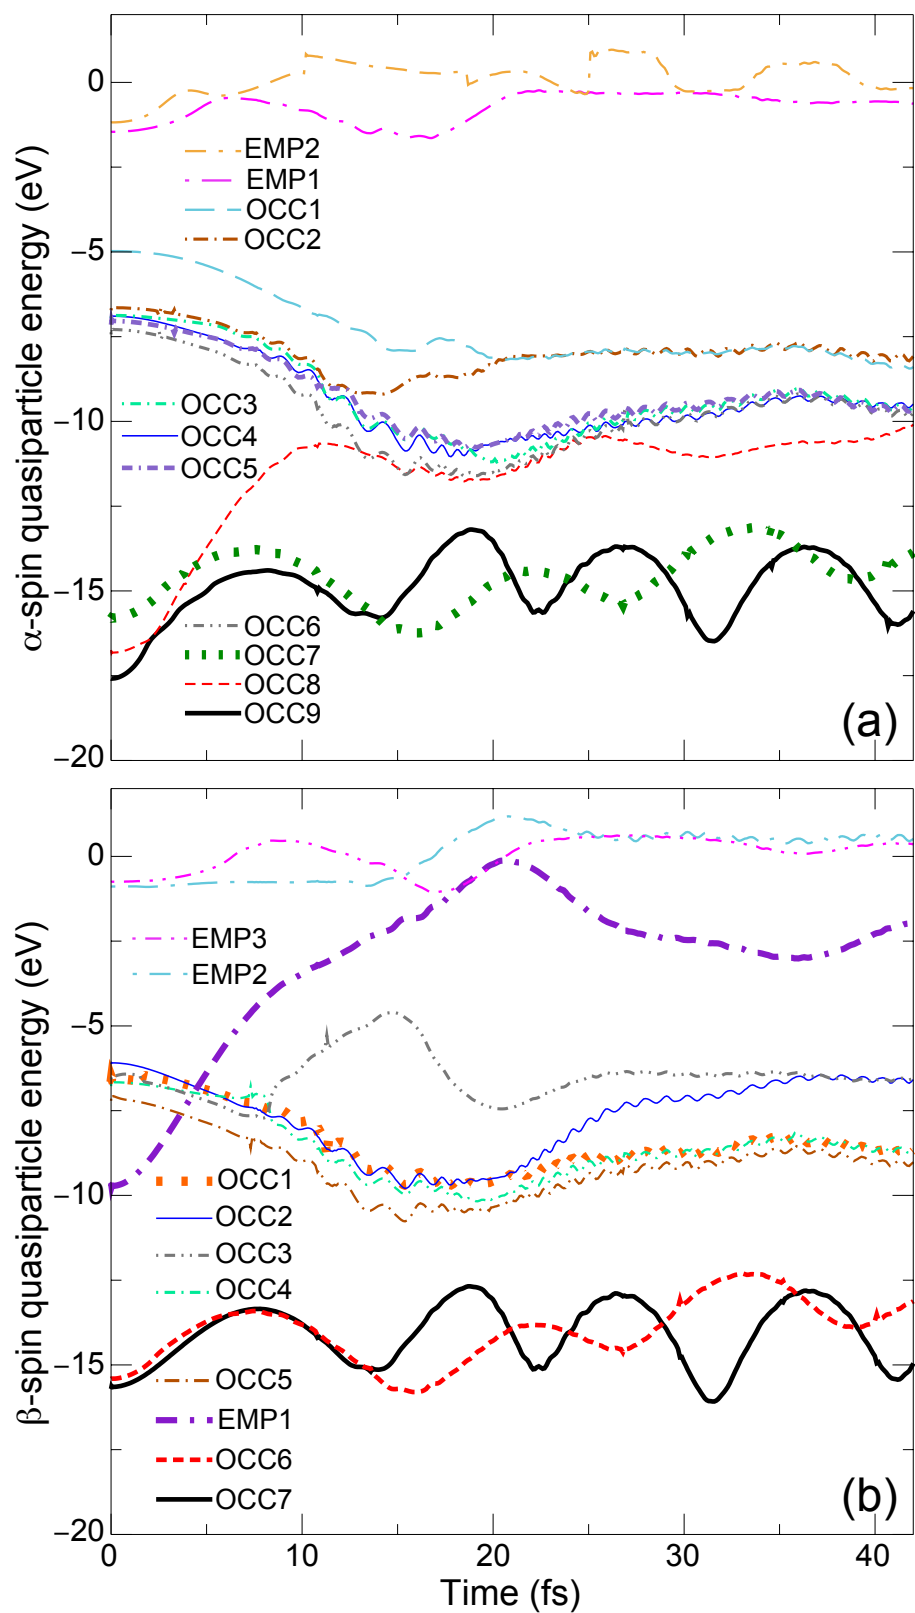 α-spin quasiparticle energy (eV)
0
−5
−10
−15
−20
EMP2
EMP1
OCC1
OCC2
OCC3
OCC4
OCC5
OCC6
OCC7
OCC8
OCC9
(a)
β-spin quasiparticle energy (eV)
0
−5
−10
−15
−20
EMP3
EMP2
OCC1
OCC2
OCC3
OCC4
OCC5
EMP1
OCC6
OCC7
(b)
0 10 20 30 40
Time (fs)